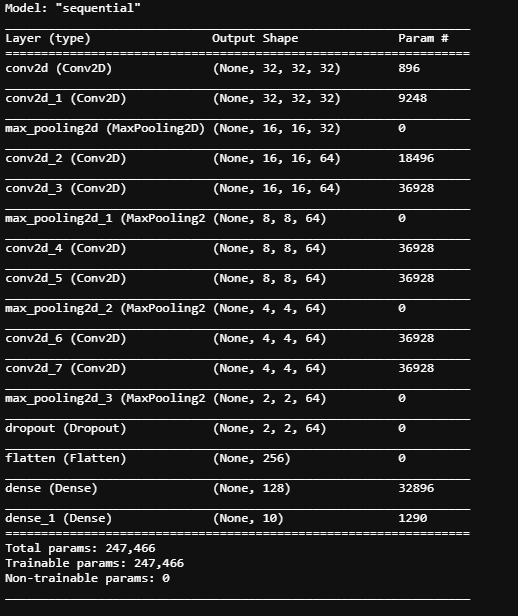 Model: "sequential"
Layer (type) Output Shape Param #
=================================================================
conv2d (Conv2D) (None, 32, 32, 32) 896
conv2d_1 (Conv2D) (None, 32, 32, 32) 9248
max_pooling2d (MaxPooling2D) (None, 16, 16, 32) 0
conv2d_2 (Conv2D) (None, 16, 16, 64) 18496
conv2d_3 (Conv2D) (None, 16, 16, 64) 36928
max_pooling2d_1 (MaxPooling2 (None, 8, 8, 64) 0
conv2d_4 (Conv2D) (None, 8, 8, 64) 36928
conv2d_5 (Conv2D) (None, 8, 8, 64) 36928
max_pooling2d_2 (MaxPooling2 (None, 4, 4, 64) 0
conv2d_6 (Conv2D) (None, 4, 4, 64) 36928
conv2d_7 (Conv2D) (None, 4, 4, 64) 36928
max_pooling2d_3 (MaxPooling2 (None, 2, 2, 64) 0
dropout (Dropout) (None, 2, 2, 64) 0
flatten (Flatten) (None, 256) 0
dense (Dense) (None, 128) 32896
dense_1 (Dense) (None, 10) 1290
=================================================================
Total params: 247,466
Trainable params: 247,466
Non-trainable params: 0